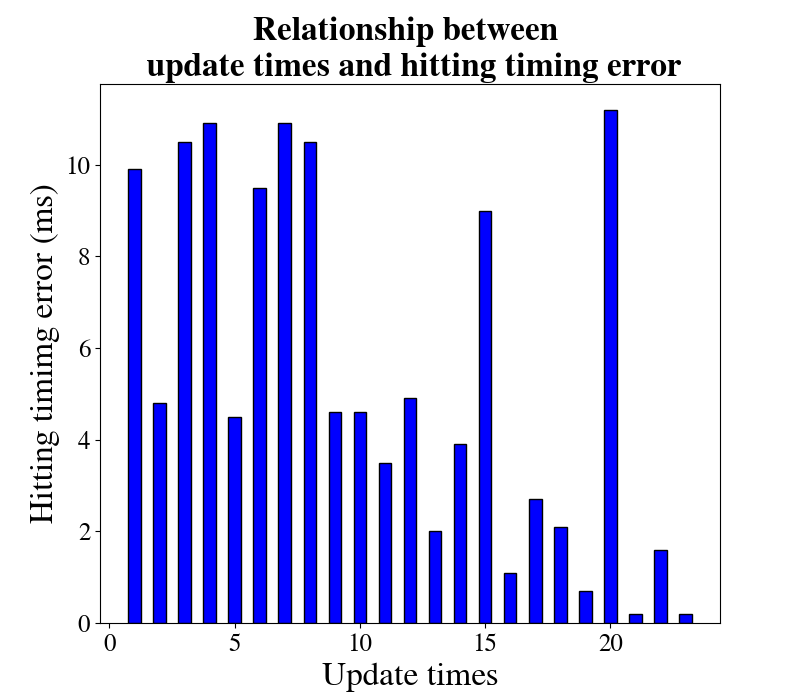 Relationship between
update times and hitting timing error
Hitting timimg error (ms)
10
8
6
4
2
0
0 5 10 15 20
Update times